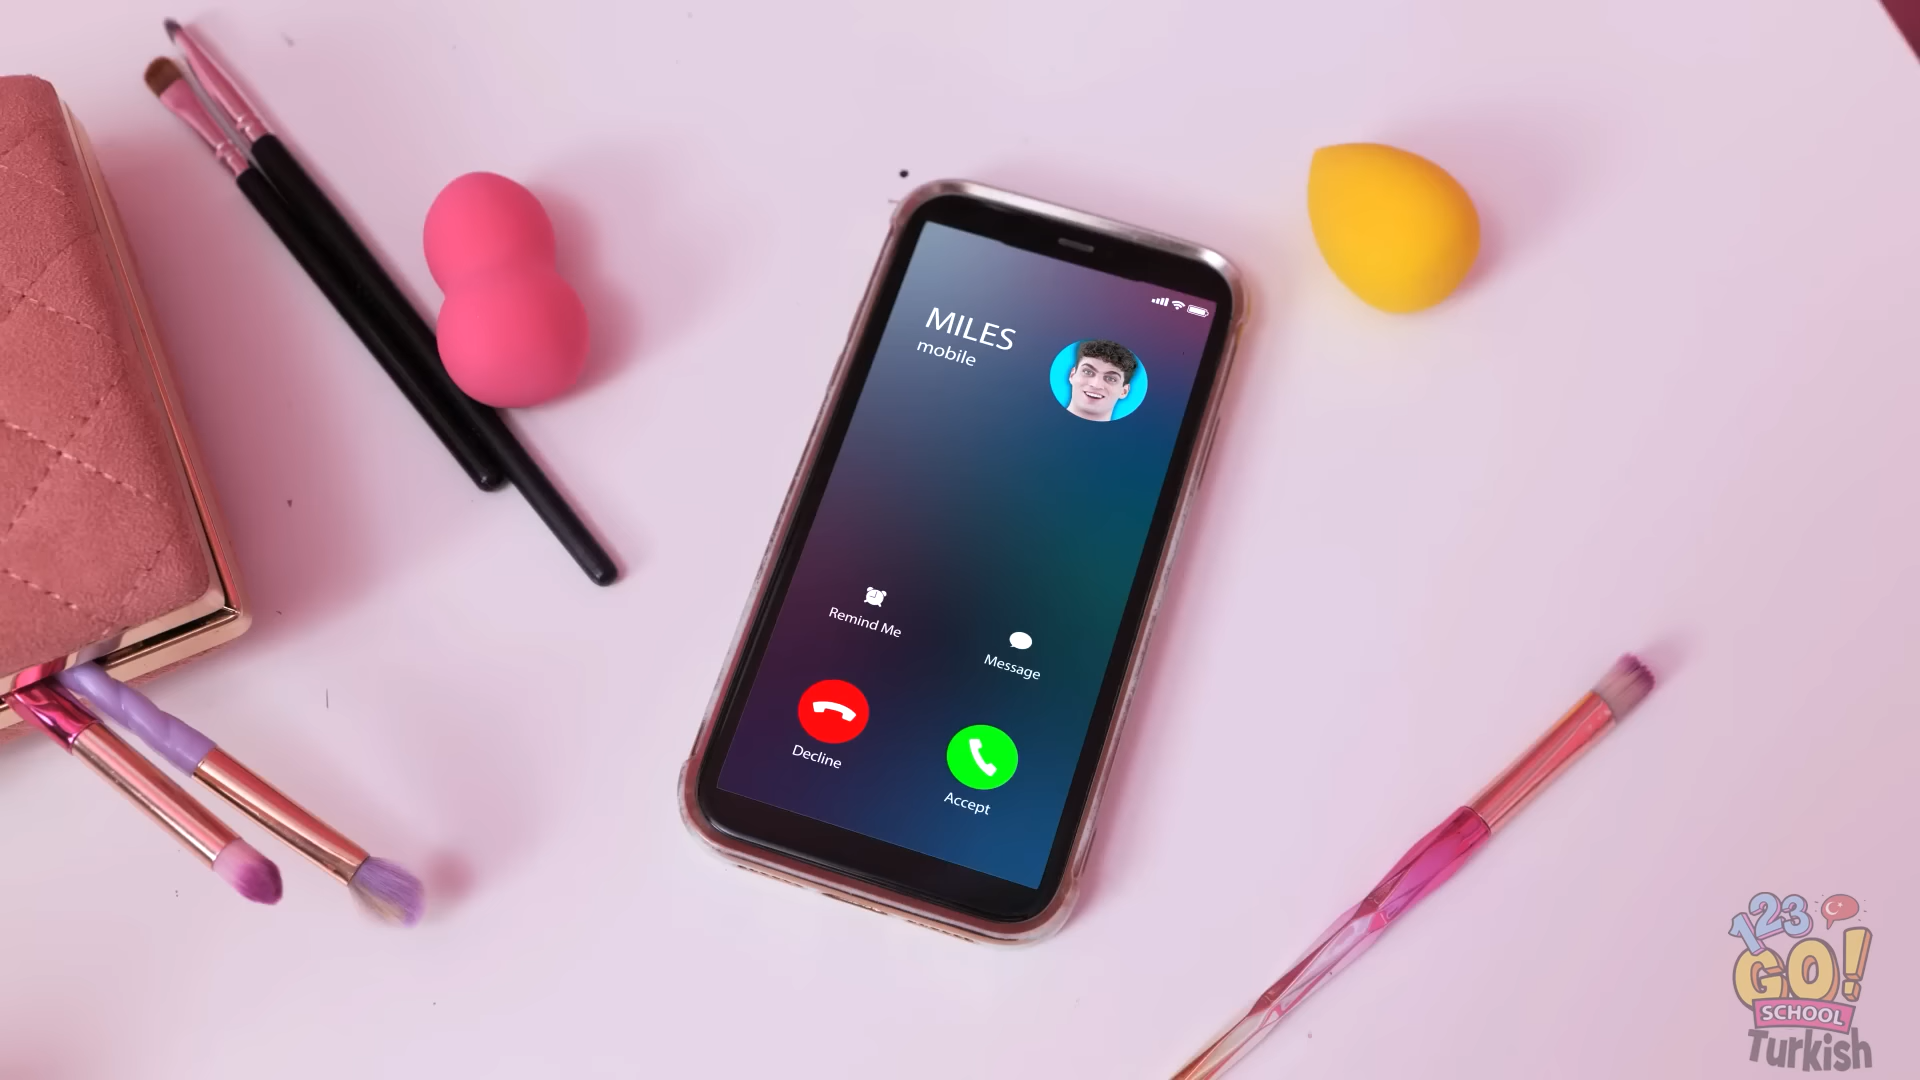 MILES
mobile
Remind Me
Message
Decline
Accept
123
GO!
SCHOOL
Turkish